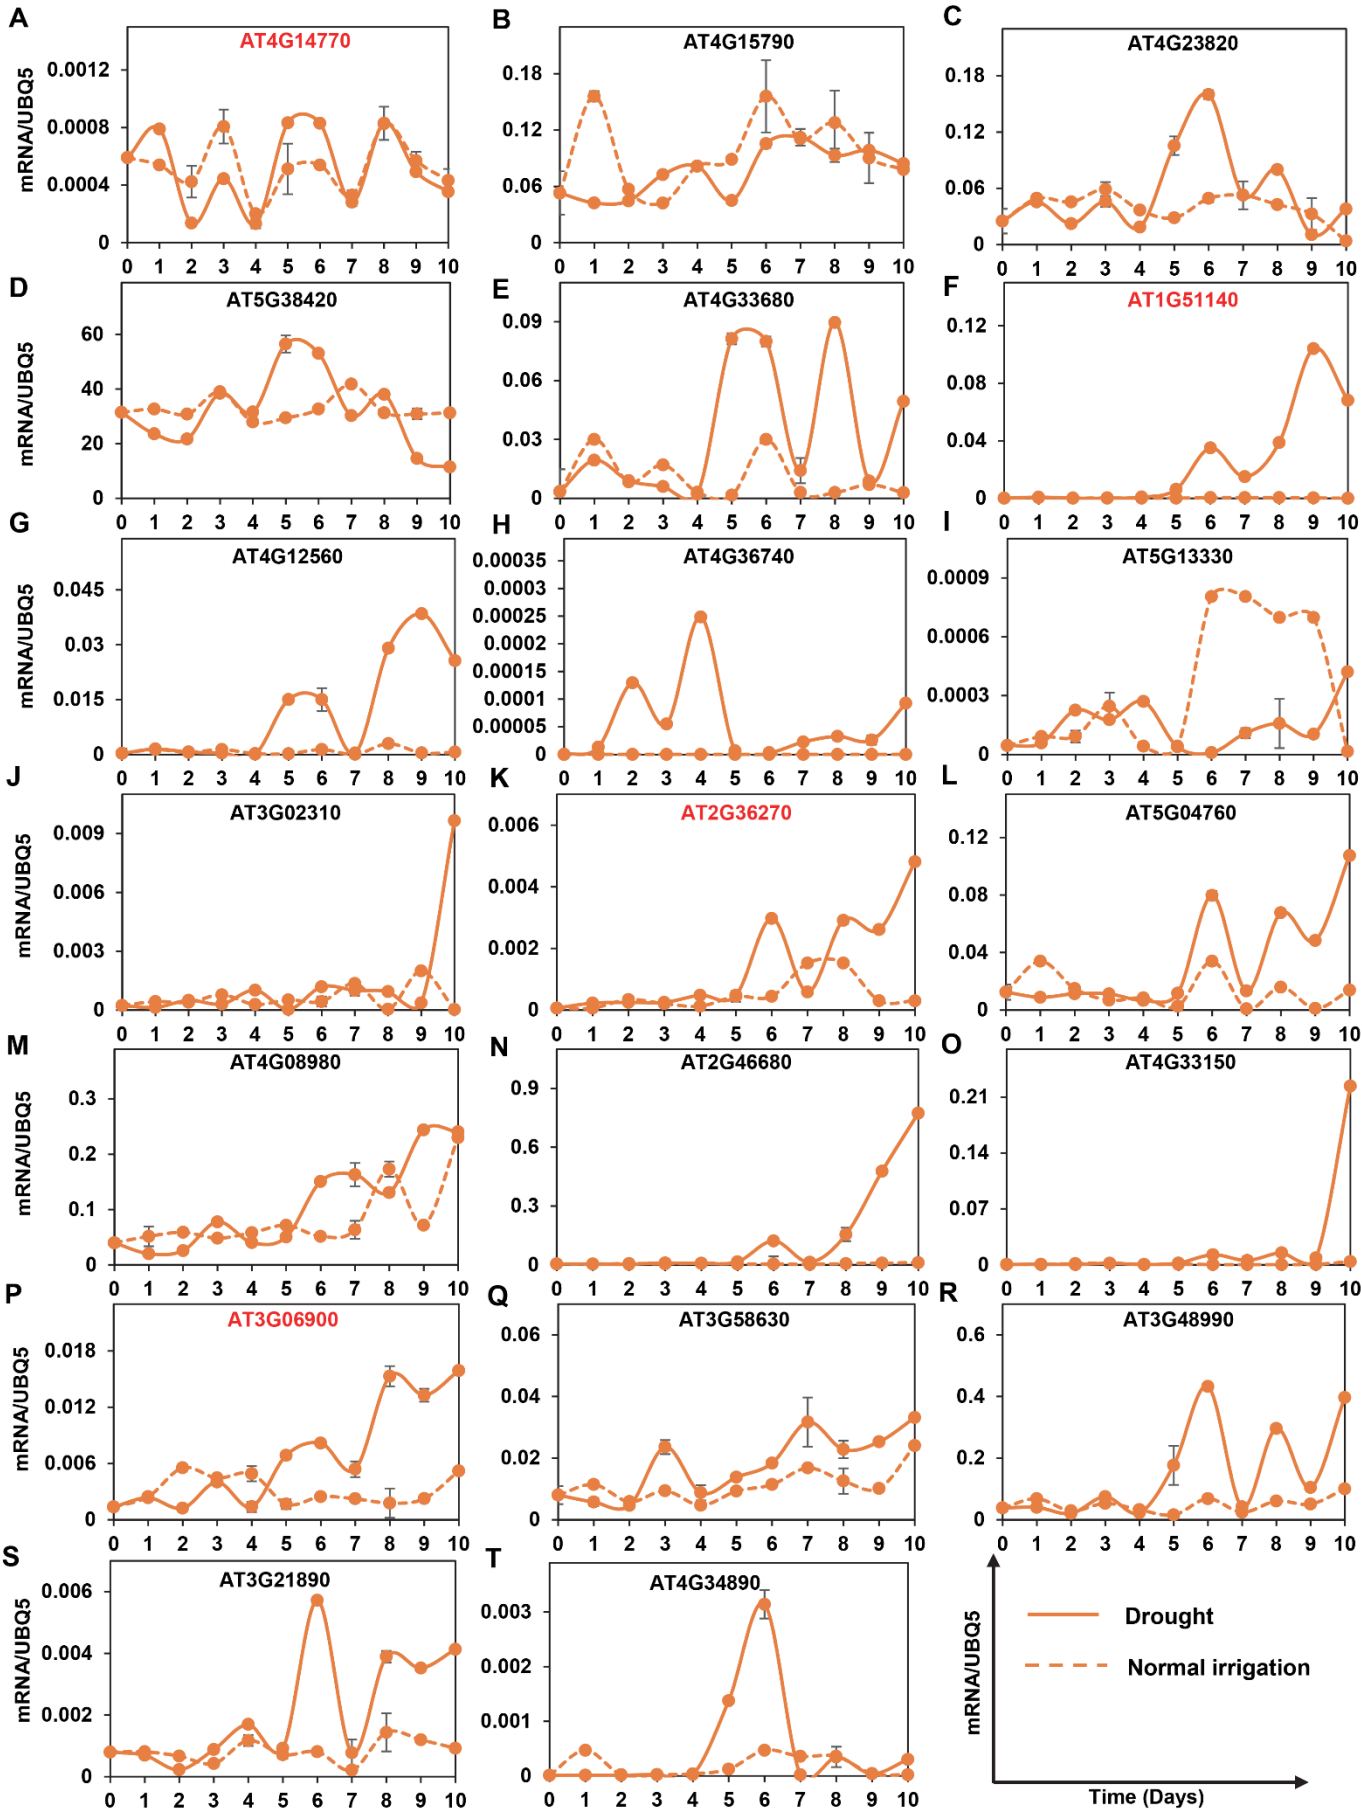 A
AT4G14770
mRNA/UBQ5
0.0012
0.0008
0.0004
0
0 1 2 3 4 5 6 7 8 9 10
B
AT4G15790
0.18
0.12
0.06
0
0 1 2 3 4 5 6 7 8 9 10
C
AT4G23820
0.18
0.12
0.06
0
0 1 2 3 4 5 6 7 8 9 10
D
AT5G38420
mRNA/UBQ5
60
40
20
0
0 1 2 3 4 5 6 7 8 9 10
E
AT4G33680
0.09
0.06
0.03
0
0 1 2 3 4 5 6 7 8 9 10
F
AT1G51140
0.12
0.08
0.04
0
0 1 2 3 4 5 6 7 8 9 10
G
AT4G12560
mRNA/UBQ5
0.045
0.03
0.015
0
0 1 2 3 4 5 6 7 8 9 10
H
AT4G36740
0.00035
0.0003
0.00025
0.0002
0.00015
0.0001
0.00005
0
0 1 2 3 4 5 6 7 8 9 10
I
AT5G13330
0.0009
0.0006
0.0003
0
0 1 2 3 4 5 6 7 8 9 10
J
AT3G02310
mRNA/UBQ5
0.009
0.006
0.003
0
0 1 2 3 4 5 6 7 8 9 10
K
AT2G36270
0.006
0.004
0.002
0
0 1 2 3 4 5 6 7 8 9 10
L
AT5G04760
0.12
0.08
0.04
0
0 1 2 3 4 5 6 7 8 9 10
M
AT4G08980
mRNA/UBQ5
0.3
0.2
0.1
0
0 1 2 3 4 5 6 7 8 9 10
N
AT2G46680
0.9
0.6
0.3
0
0 1 2 3 4 5 6 7 8 9 10
O
AT4G33150
0.21
0.14
0.07
0
0 1 2 3 4 5 6 7 8 9 10
P
AT3G06900
mRNA/UBQ5
0.018
0.012
0.006
0
0 1 2 3 4 5 6 7 8 9 10
Q
AT3G58630
0.06
0.04
0.02
0
0 1 2 3 4 5 6 7 8 9 10
R
AT3G48990
0.6
0.4
0.2
0
0 1 2 3 4 5 6 7 8 9 10
S
AT3G21890
mRNA/UBQ5
0.006
0.004
0.002
0
0 1 2 3 4 5 6 7 8 9 10
T
AT4G34890
0.003
0.002
0.001
0
0 1 2 3 4 5 6 7 8 9 10
mRNA/UBQ5
Drought
Normal irrigation
Time (Days)